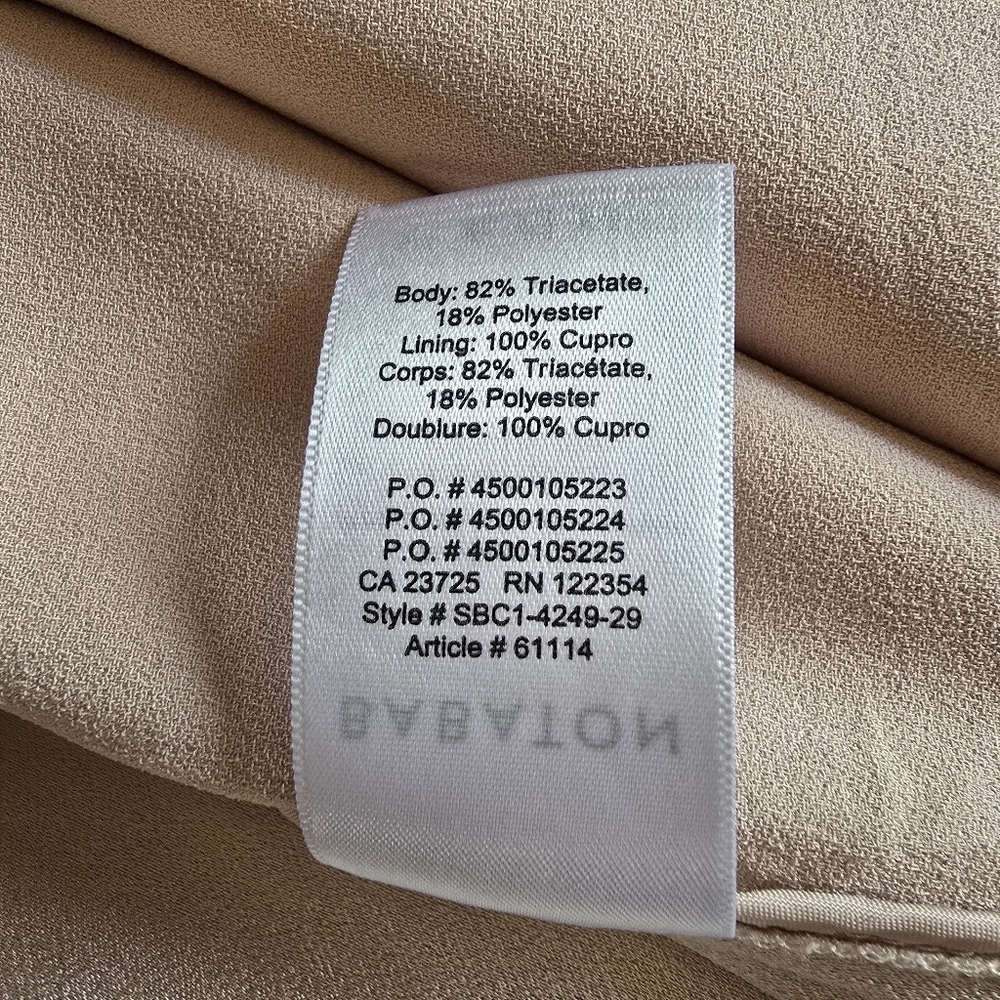 Body: 82% Triacetate,
18% Polyester
Lining: 100% Cupro
Corps: 82% Triacétate,
18% Polyester
Doublure: 100% Cupro
P.O. # 4500105223
P.O. # 4500105224
P.O. # 4500105225
CA 23725 RN 122354
Style # SBC1-4249-29
Article # 61114
BABATON